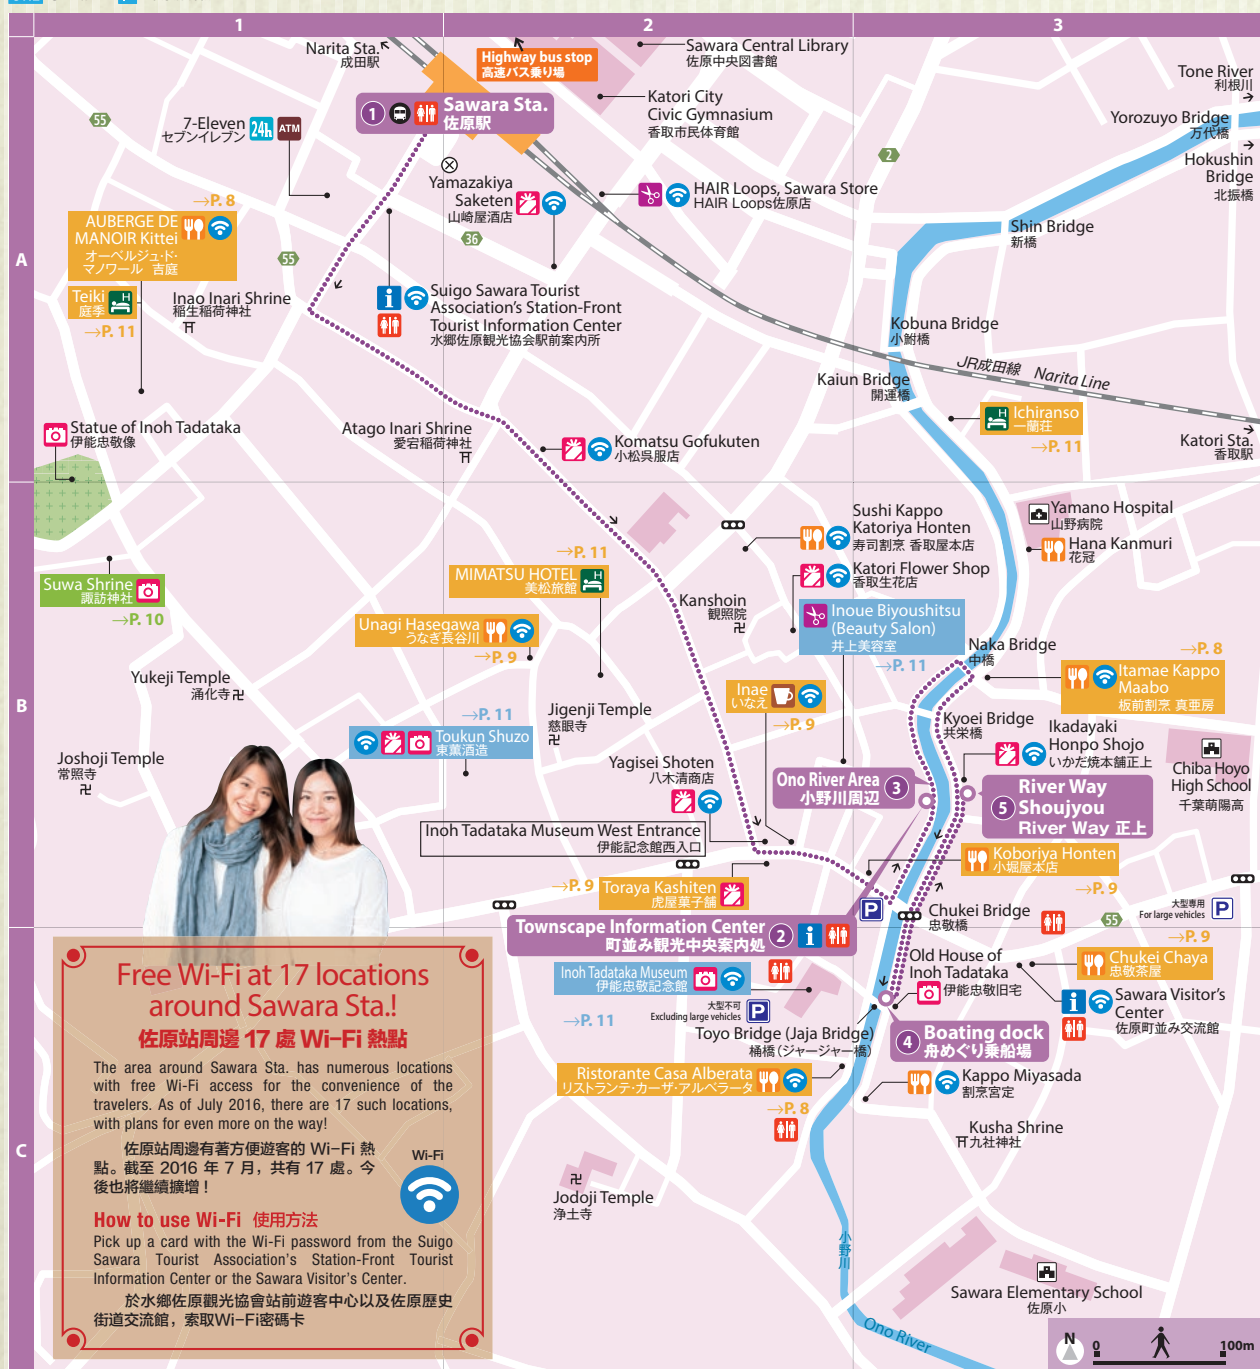 1
2
3
A
B
C
Narita Sta.
成田駅
Highway bus stop
高速バス乗り場
Sawara Central Library
佐原中央図書館
Katori City
Civic Gymnasium
香取市民体育館
Tone River
利根川
Yorozuyo Bridge
万代橋
Hokushin
Bridge
北振橋
55
7-Eleven
セブンイレブン
24h
ATM
1
Sawara Sta.
佐原駅
2
Yamazakiya
Saketen
山崎屋酒店
HAIR Loops, Sawara Store
HAIR Loops佐原店
36
Shin Bridge
新橋
→P. 8
AUBERGE DE
MANOIR Kittei
オーベルジュ・ド・
マノワール 吉庭
55
Teiki
庭季
H
→P. 11
Inao Inari Shrine
稲生稲荷神社
i
Suigo Sawara Tourist
Association's Station-Front
Tourist Information Center
水郷佐原観光協会駅前案内所
Kobuna Bridge
小鮒橋
JR成田線 Narita Line
Kaiun Bridge
開運橋
H
Ichiranso
一蘭荘
→P. 11
Katori Sta.
香取駅
Statue of Inoh Tadataka
伊能忠敬像
Atago Inari Shrine
愛宕稲荷神社
Komatsu Gofukuten
小松呉服店
Sushi Kappo
Katoriya Honten
寿司割烹 香取屋本店
Yamano Hospital
山野病院
Hana Kanmuri
花冠
Suwa Shrine
諏訪神社
→P. 10
→P. 11
MIMATSU HOTEL
美松旅館
H
Katori Flower Shop
香取生花店
Kanshoin
観照院
卍
Inoue Biyoushitsu
(Beauty Salon)
井上美容室
→P. 11
Unagi Hasegawa
うなぎ長谷川
→P. 9
Naka Bridge
中橋
→P. 8
Itamae Kappo
Maabo
板前割烹 真亜房
Yukeji Temple
涌化寺卍
Inae
いなえ
→P. 9
→P. 11
Toukun Shuzo
東薫酒造
Jigenji Temple
慈眼寺
卍
Kyoei Bridge
共栄橋
Ikadayaki
Honpo Shojo
いかだ焼本舗正上
Joshoji Temple
常照寺
卍
Yagisei Shoten
八木清商店
Ono River Area
小野川周辺
3
5
River Way
Shoujyou
River Way 正上
Chiba Hoyo
High School
千葉萌陽高
Inoh Tadataka Museum West Entrance
伊能記念館西入口
Koboriya Honten
小堀屋本店
→P. 9
→P. 9
Toraya Kashiten
虎屋菓子舗
P
Chukei Bridge
忠敬橋
55
大型専用
For large vehicles
P
Townscape Information Center
町並み観光中央案内処
2
i
→P. 9
Chukei Chaya
忠敬茶屋
Inoh Tadataka Museum
伊能忠敬記念館
→P. 11
大型不可
Excluding large vehicles
P
Old House of
Inoh Tadataka
伊能忠敬旧宅
i
Sawara Visitor's
Center
佐原町並み交流館
Toyo Bridge (Jaja Bridge)
樋橋(ジャージャー橋)
4
Boating dock
舟めぐり乗船場
Ristorante Casa Alberata
リストランテ・カーザ・アルベラータ
→P. 8
Kappo Miyasada
割烹宮定
Kusha Shrine
九社神社
卍
Jodoji Temple
浄土寺
小野川
Sawara Elementary School
佐原小
Ono River
N
0
100m
Free Wi-Fi at 17 locations
around Sawara Sta.!
佐原站周邊 17 處 Wi-Fi 熱點
The area around Sawara Sta. has numerous locations
with free Wi-Fi access for the convenience of the
travelers. As of July 2016, there are 17 such locations,
with plans for even more on the way!
佐原站周邊有著方便遊客的 Wi-Fi 熱
點。截至 2016 年 7 月，共有 17 處。今
後也將繼續擴增！
Wi-Fi
How to use Wi-Fi 使用方法
Pick up a card with the Wi-Fi password from the Suigo
Sawara Tourist Association's Station-Front Tourist
Information Center or the Sawara Visitor's Center.
於水鄉佐原觀光協會站前遊客中心以及佐原歷史
街道交流館，索取Wi-Fi密碼卡